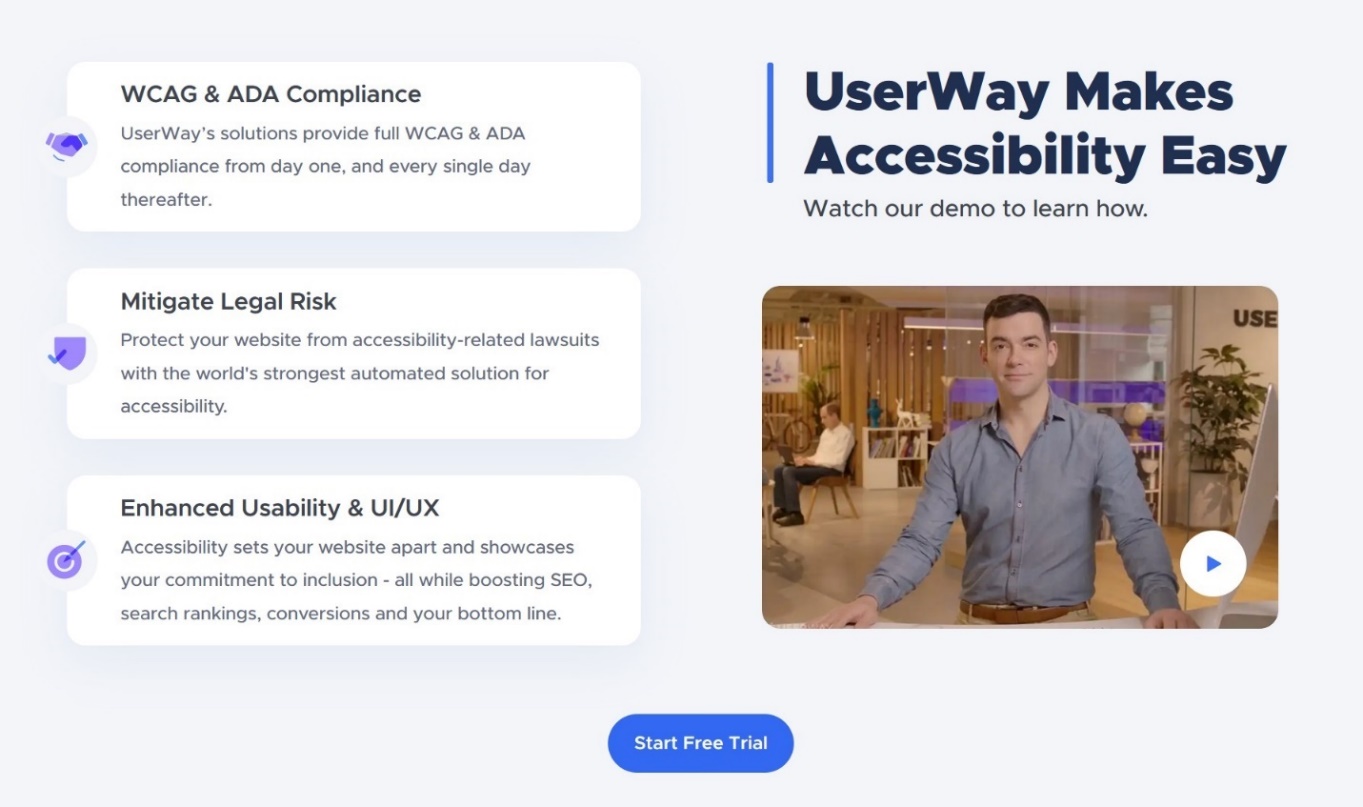 WCAG & ADA Compliance
UserWay's solutions provide full WCAG & ADA
compliance from day one, and every single day
thereafter.
Mitigate Legal Risk
Protect your website from accessibility-related lawsuits
with the world's strongest automated solution for
accessibility.
Enhanced Usability & UI/UX
Accessibility sets your website apart and showcases
your commitment to inclusion - all while boosting SEO,
search rankings, conversions and your bottom line.
UserWay Makes
Accessibility Easy
Watch our demo to learn how.
USE
Start Free Trial